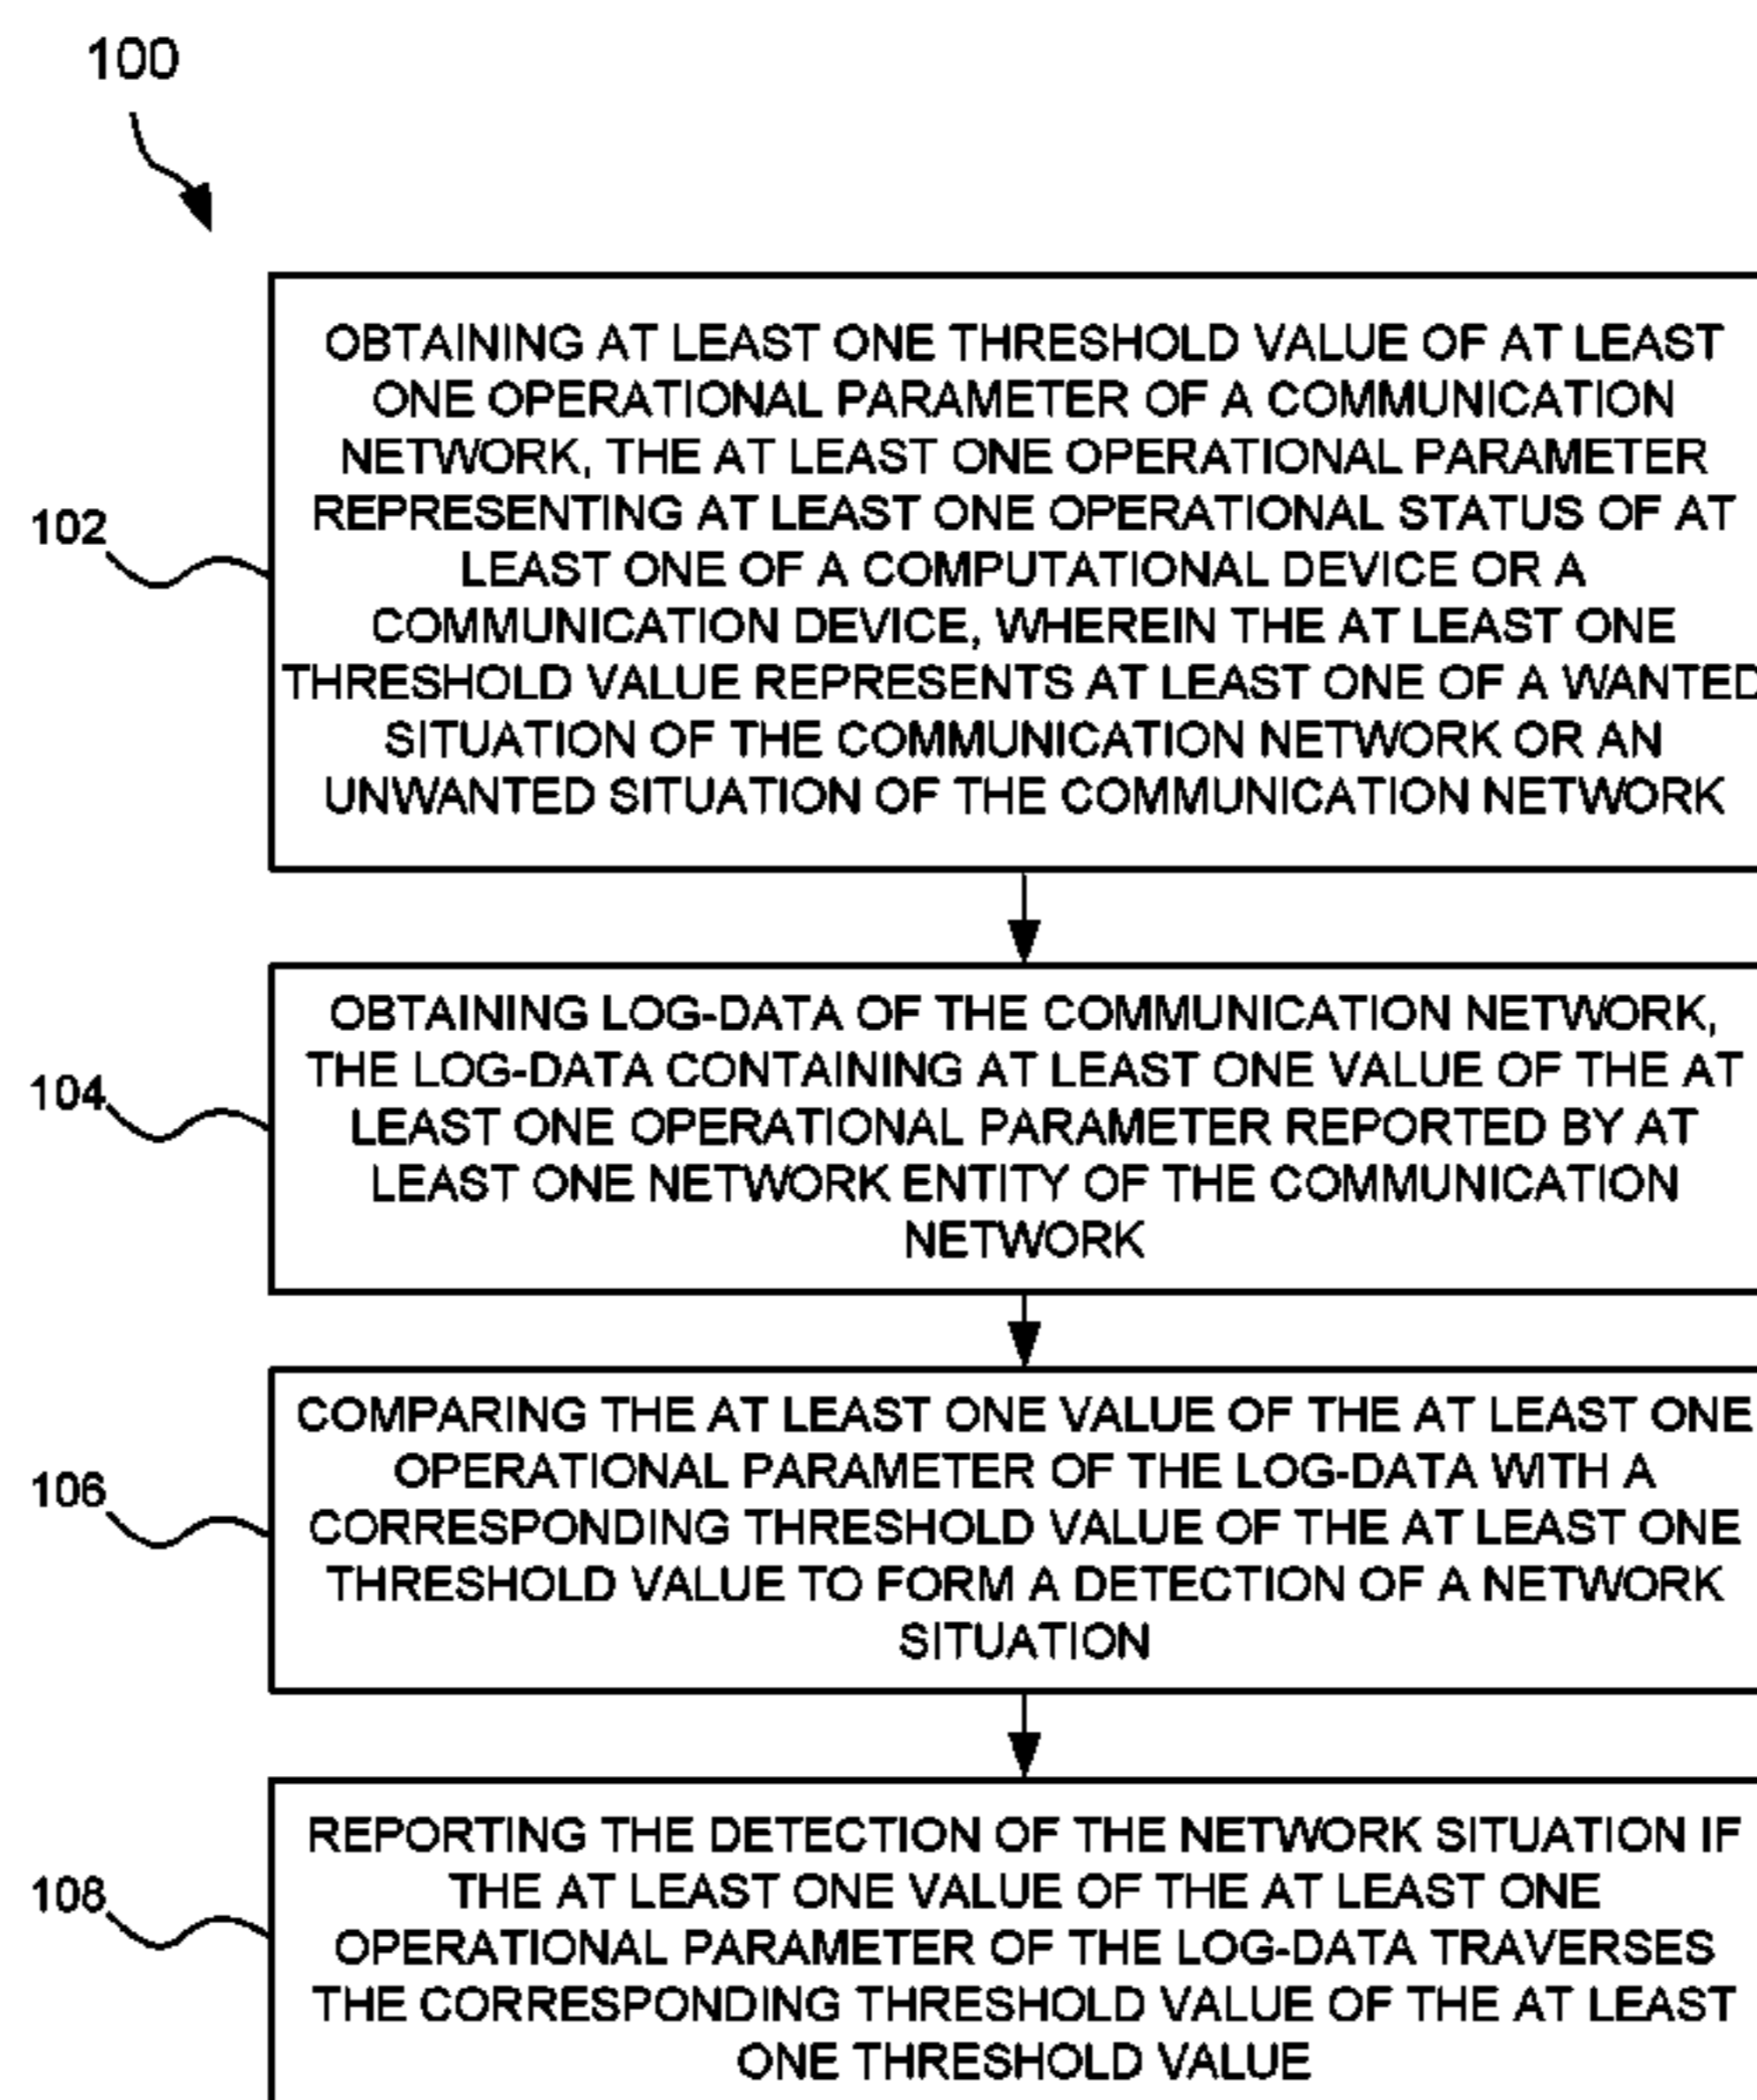 100
OBTAINING AT LEAST ONE THRESHOLD VALUE OF AT LEAST
ONE OPERATIONAL PARAMETER OF A COMMUNICATION
NETWORK, THE AT LEAST ONE OPERATIONAL PARAMETER
REPRESENTING AT LEAST ONE OPERATIONAL STATUS OF AT
LEAST ONE OF A COMPUTATIONAL DEVICE OR A
COMMUNICATION DEVICE, WHEREIN THE AT LEAST ONE
THRESHOLD VALUE REPRESENTS AT LEAST ONE OF A WANTED
SITUATION OF THE COMMUNICATION NETWORK OR AN
UNWANTED SITUATION OF THE COMMUNICATION NETWORK
102
OBTAINING LOG-DATA OF THE COMMUNICATION NETWORK,
THE LOG-DATA CONTAINING AT LEAST ONE VALUE OF THE AT
LEAST ONE OPERATIONAL PARAMETER REPORTED BY AT
LEAST ONE NETWORK ENTITY OF THE COMMUNICATION
NETWORK
104
COMPARING THE AT LEAST ONE VALUE OF THE AT LEAST ONE
OPERATIONAL PARAMETER OF THE LOG-DATA WITH A
CORRESPONDING THRESHOLD VALUE OF THE AT LEAST ONE
THRESHOLD VALUE TO FORM A DETECTION OF A NETWORK
SITUATION
106
REPORTING THE DETECTION OF THE NETWORK SITUATION IF
THE AT LEAST ONE VALUE OF THE AT LEAST ONE
OPERATIONAL PARAMETER OF THE LOG-DATA TRAVERSES
THE CORRESPONDING THRESHOLD VALUE OF THE AT LEAST
ONE THRESHOLD VALUE
108